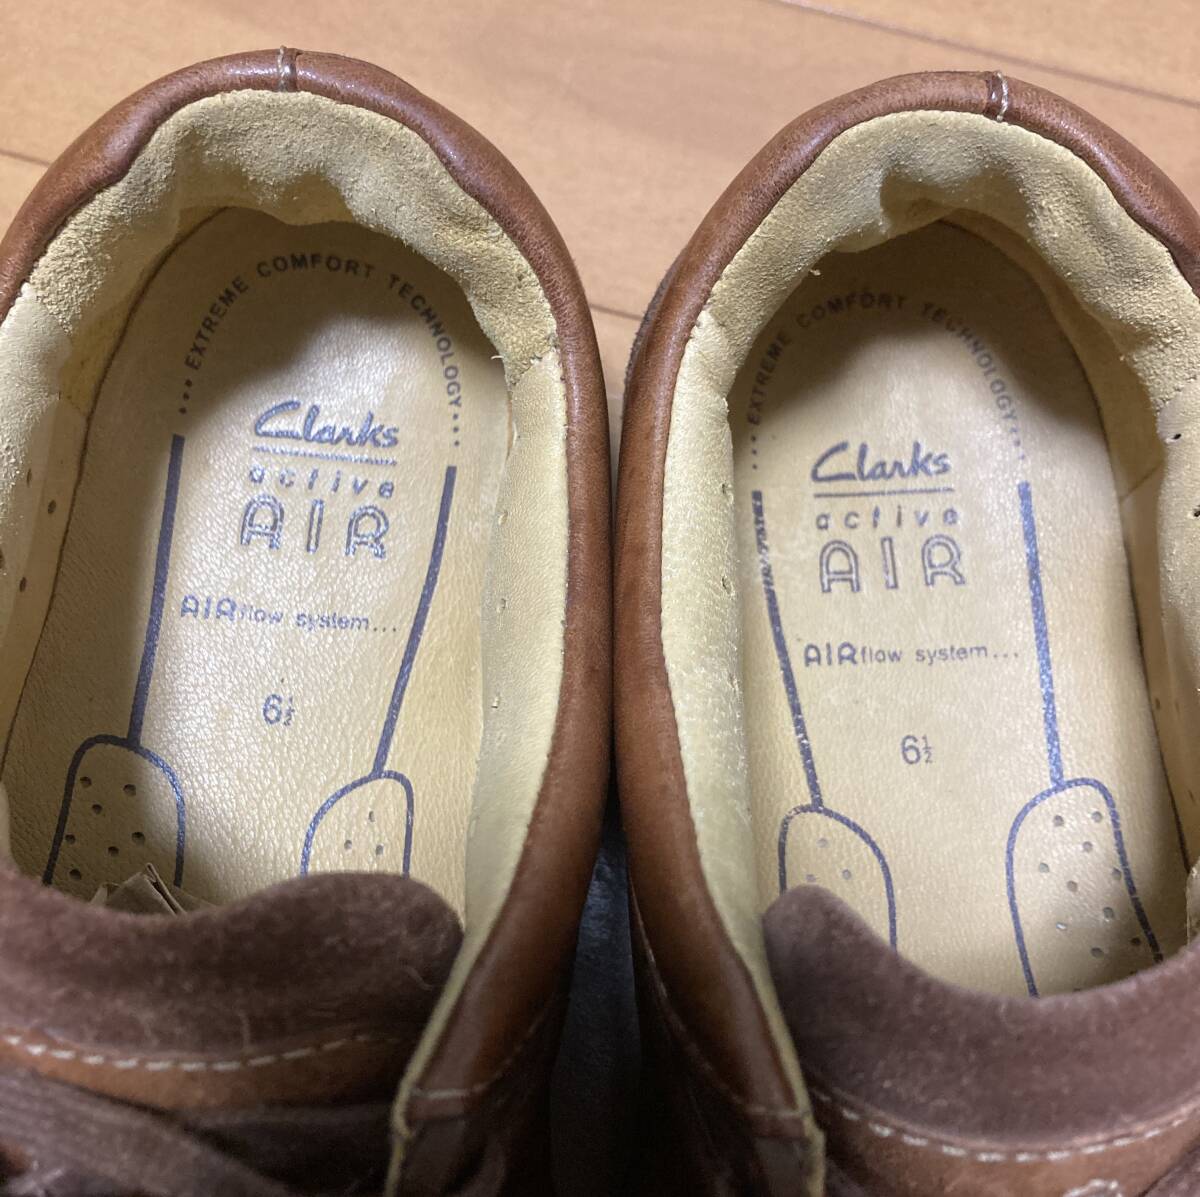 ••• EXTREME COMFORT TECHNOLOGY •••
Clarks
active
AIR
AIRflow system...
6½
••• EXTREME COMFORT TECHNOLOGY •••
Clarks
active
AIR
AIRflow system...
6½